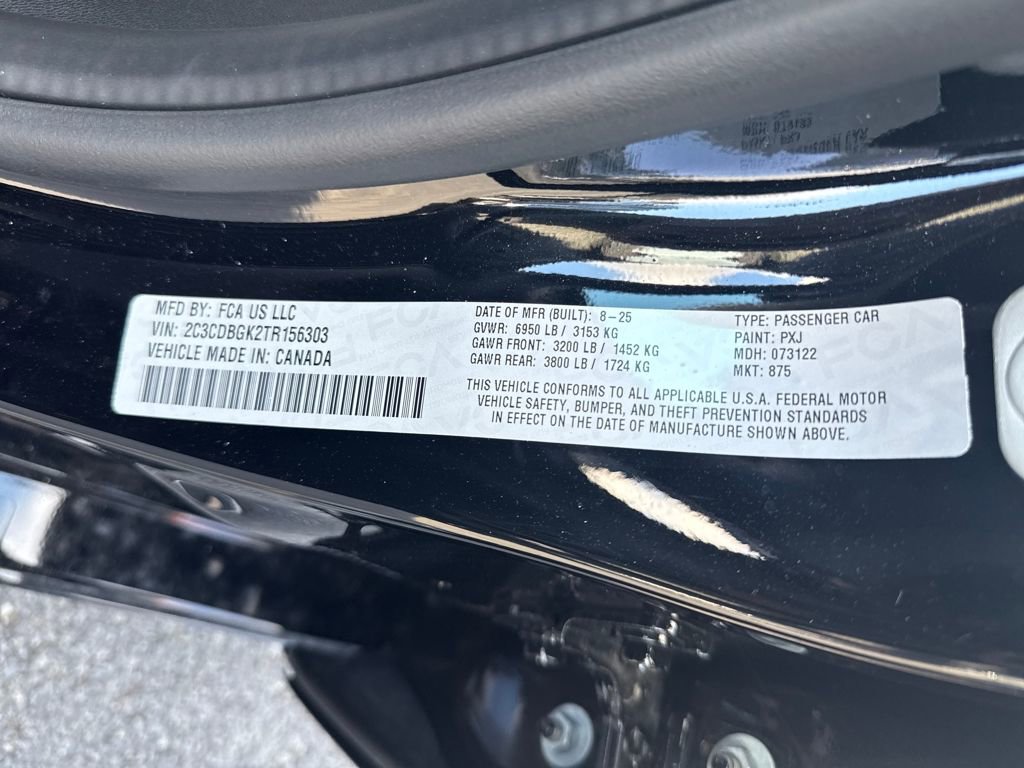 MFD BY: FCA US LLC
VIN: 2C3CDBGK2TR156303
VEHICLE MADE IN: CANADA
DATE OF MFR (BUILT): 8-25
GVWR: 6950 LB / 3153 KG
GAWR FRONT: 3200 LB / 1452 KG
GAWR REAR: 3800 LB / 1724 KG
TYPE: PASSENGER CAR
PAINT: PXJ
MDH: 073122
MKT: 875
THIS VEHICLE CONFORMS TO ALL APPLICABLE U.S.A. FEDERAL MOTOR
VEHICLE SAFETY, BUMPER, AND THEFT PREVENTION STANDARDS
IN EFFECT ON THE DATE OF MANUFACTURE SHOWN ABOVE.